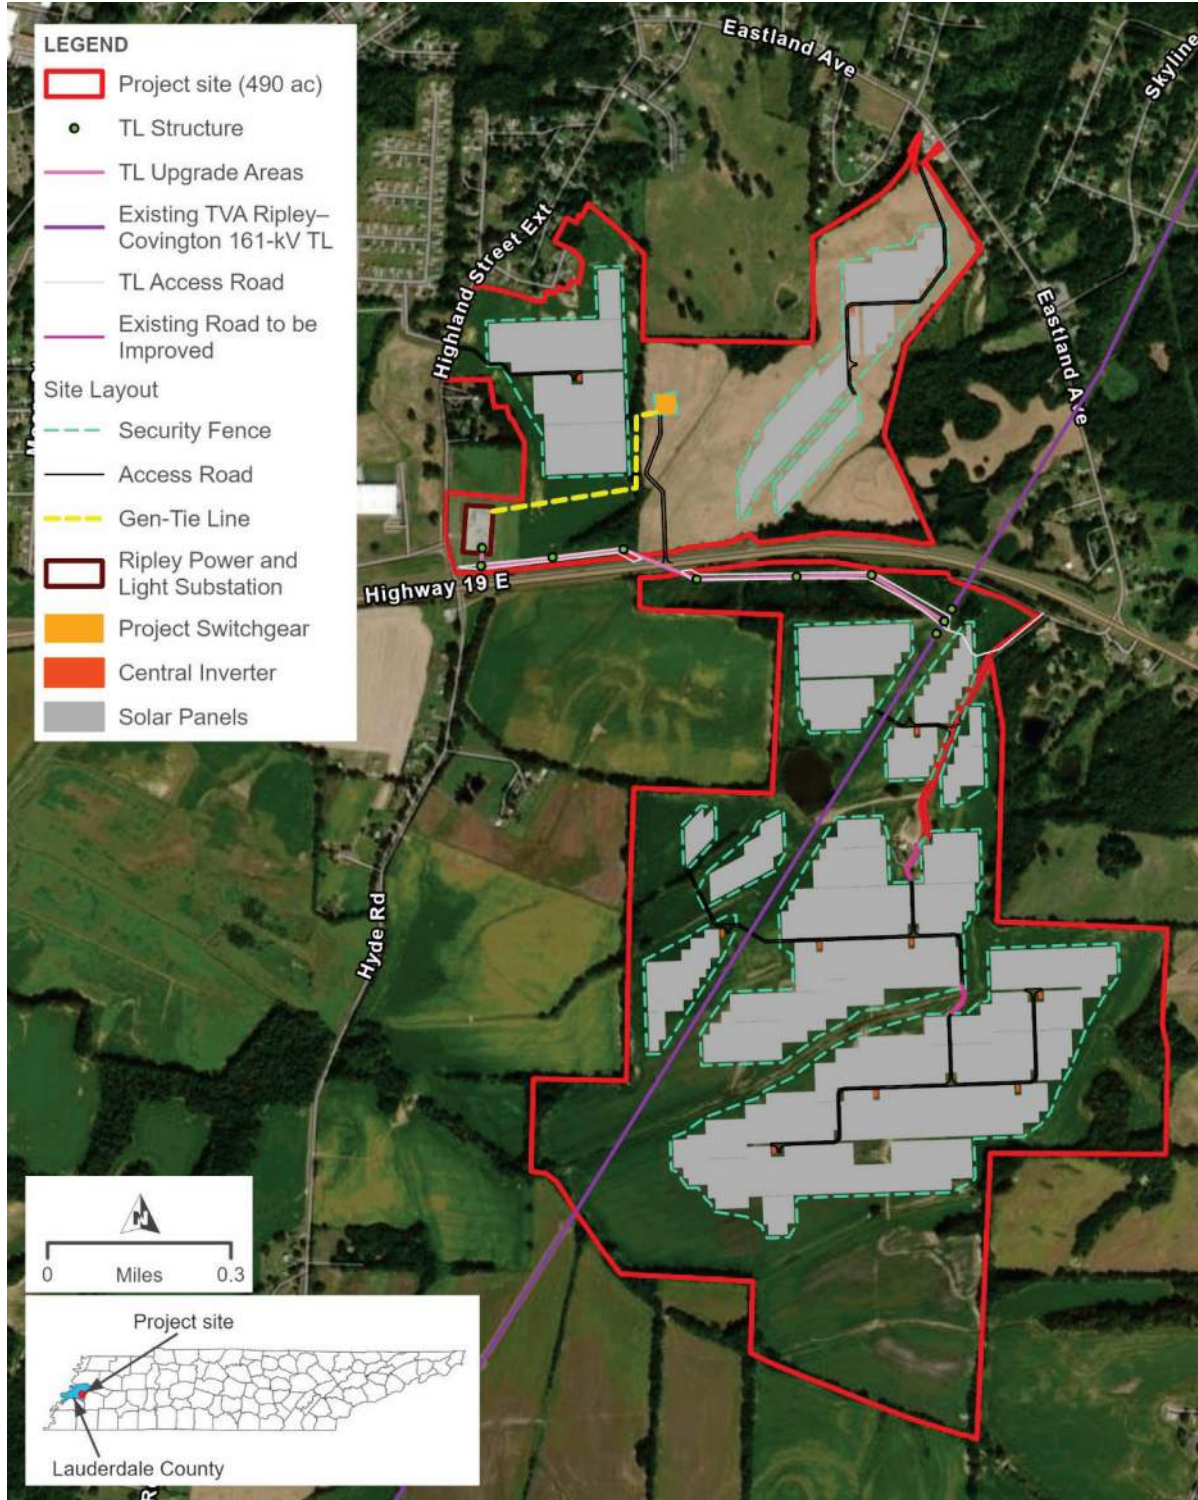 LEGEND
Project site (490 ac)
TL Structure
TL Upgrade Areas
Existing TVA Ripley–
Covington 161-kV TL
TL Access Road
Existing Road to be
Improved
Site Layout
Security Fence
Access Road
Gen-Tie Line
Ripley Power and
Light Substation
Project Switchgear
Central Inverter
Solar Panels
Eastland Ave
Skyline
Highland Street Ext
Eastland Ave
Highway 19 E
Hyde Rd
N
0 Miles 0.3
Project site
Lauderdale County